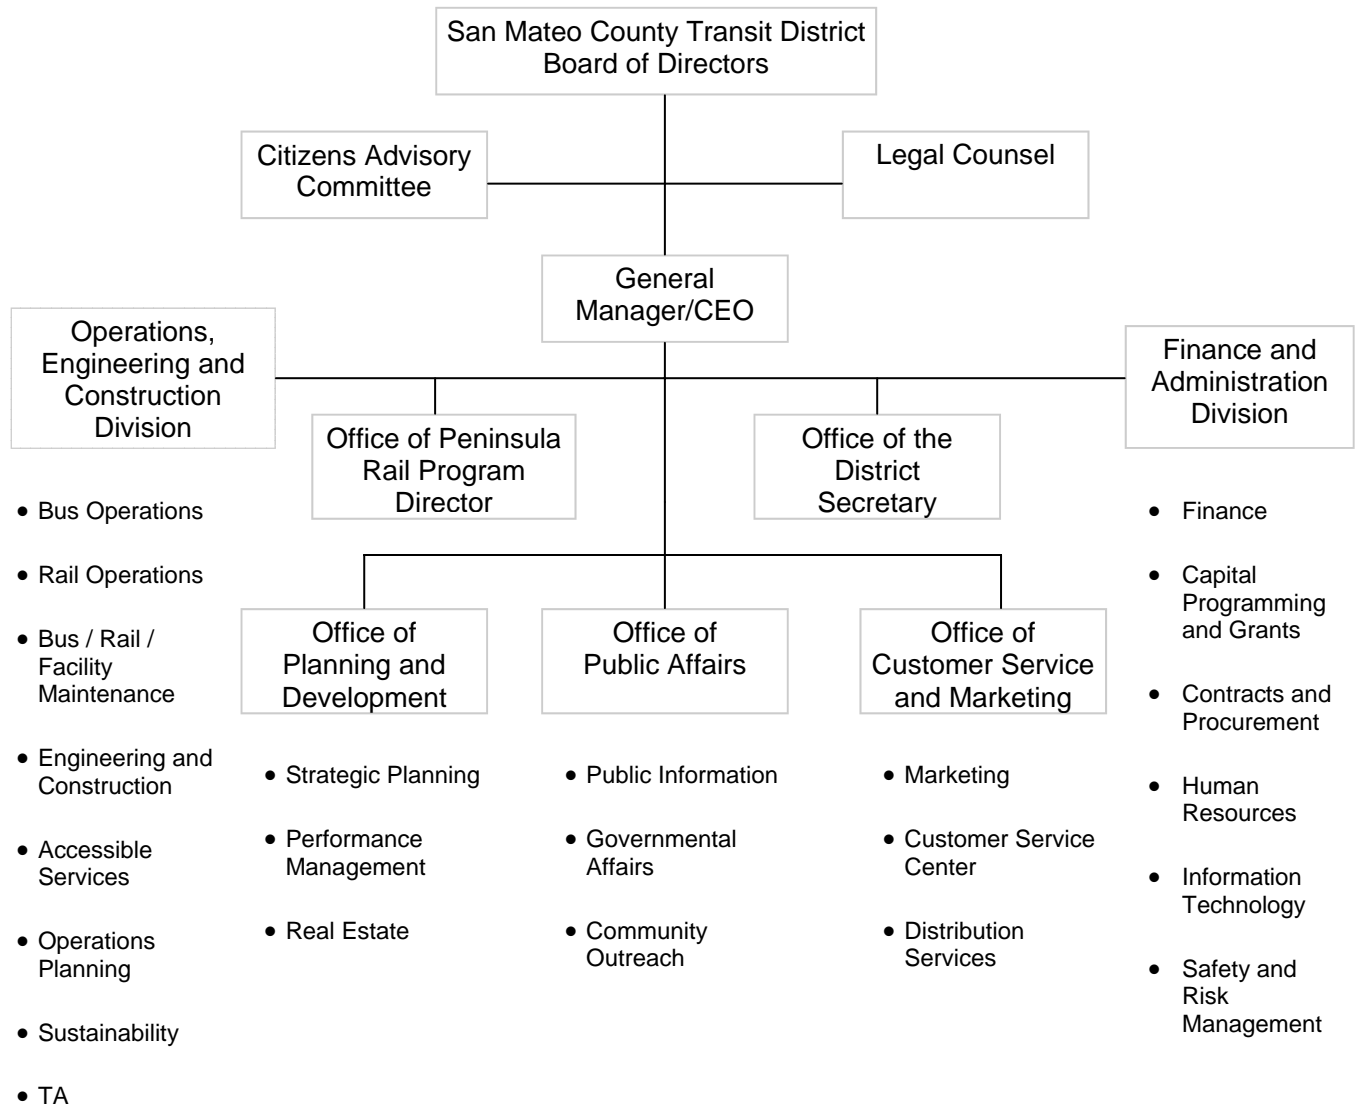 San Mateo County Transit District
Board of Directors
Citizens Advisory
Committee
Legal Counsel
General
Manager/CEO
Operations,
Engineering and
Construction
Division
Finance and
Administration
Division
Office of Peninsula
Rail Program
Director
Office of the
District
Secretary
• Bus Operations
• Rail Operations
• Bus / Rail /
Facility
Maintenance
• Engineering and
Construction
• Accessible
Services
• Operations
Planning
• Sustainability
• TA
Office of
Planning and
Development
• Strategic Planning
• Performance
Management
• Real Estate
Office of
Public Affairs
• Public Information
• Governmental
Affairs
• Community
Outreach
Office of
Customer Service
and Marketing
• Marketing
• Customer Service
Center
• Distribution
Services
• Finance
• Capital
Programming
and Grants
• Contracts and
Procurement
• Human
Resources
• Information
Technology
• Safety and
Risk
Management